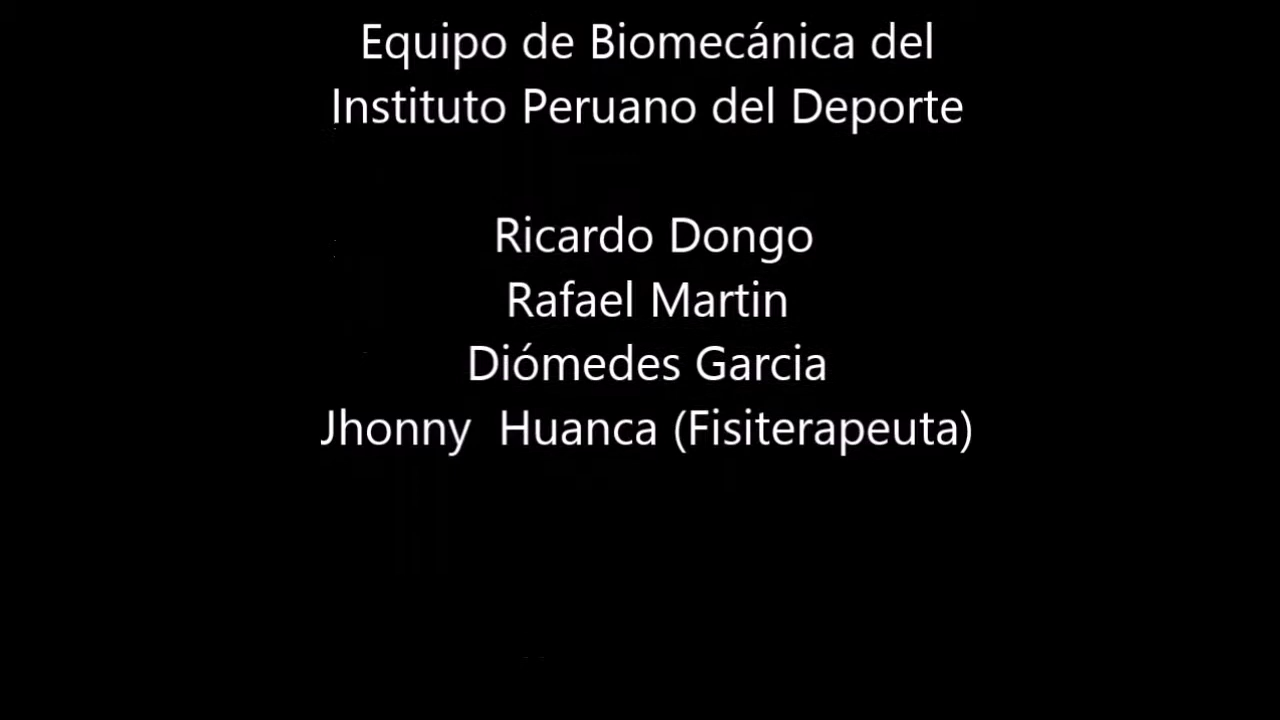 Equipo de Biomecánica del
Instituto Peruano del Deporte
Ricardo Dongo
Rafael Martin
Diómedes Garcia
Jhonny  Huanca (Fisiterapeuta)